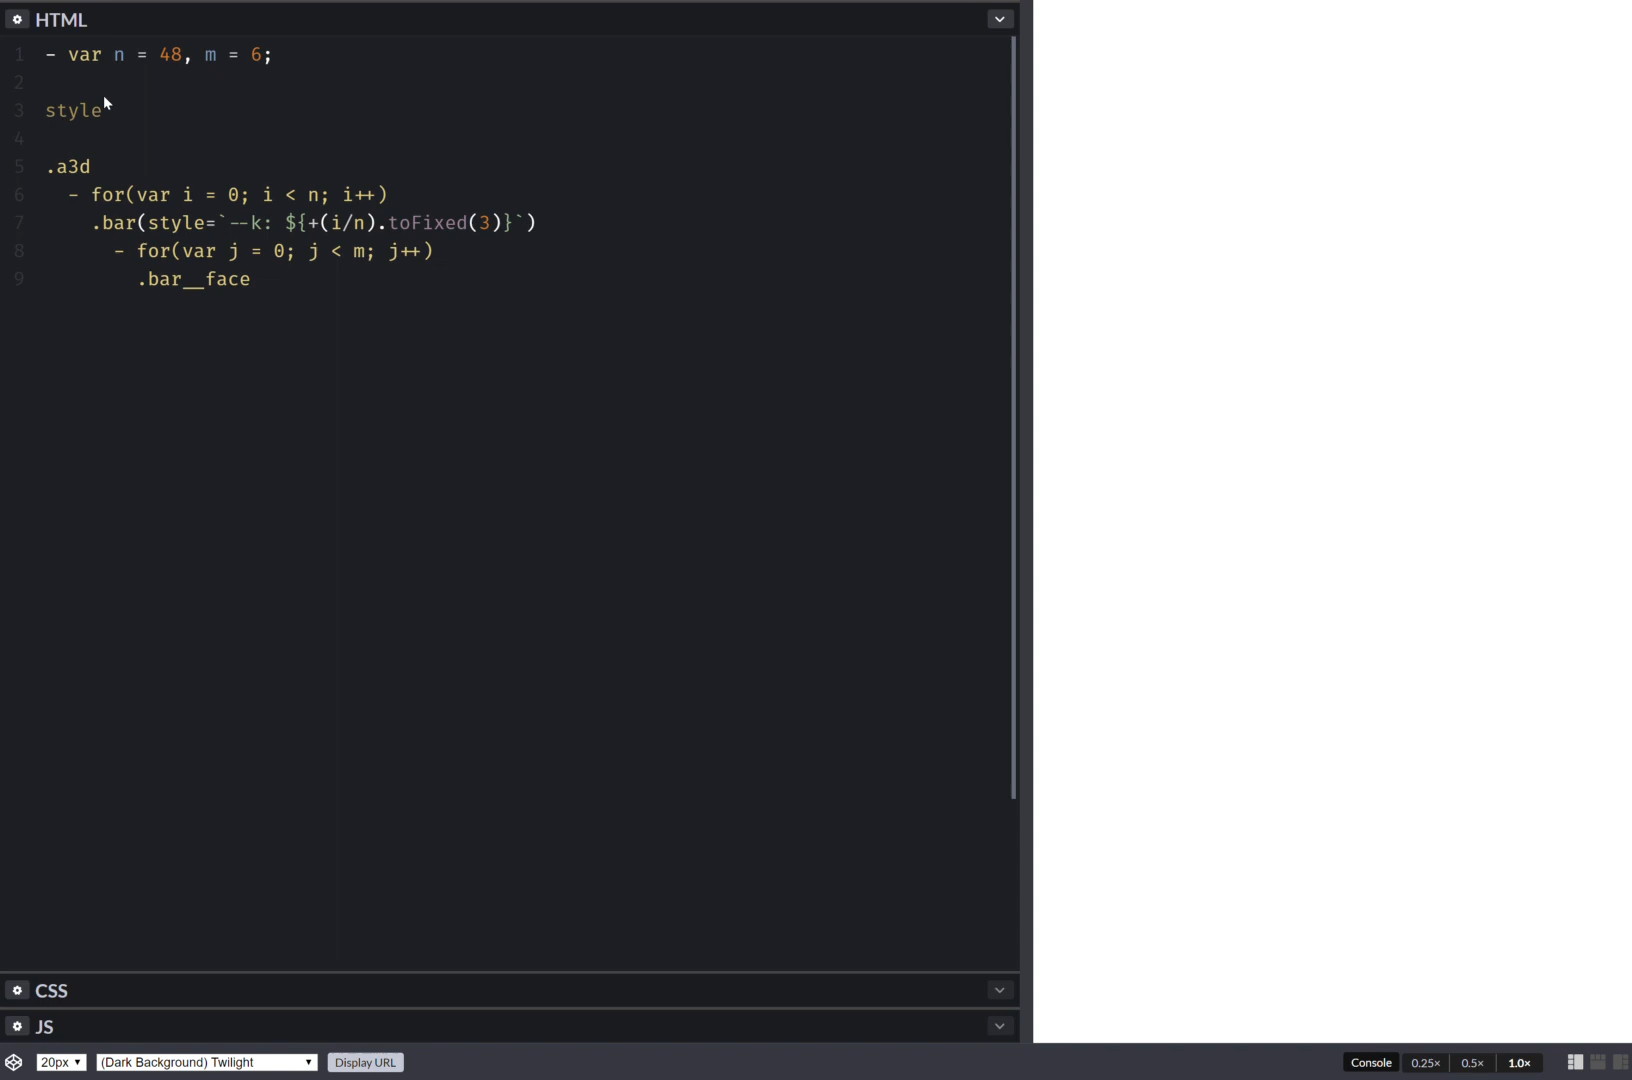 HTML
1 - var n = 48, m = 6;
2
3 style
4
5 .a3d
6 - for(var i = 0; i < n; i++)
7 .bar(style=`--k: ${+(i/n).toFixed(3)}`)
8 - for(var j = 0; j < m; j++)
9 .bar__face
CSS
JS
20px (Dark Background) Twilight Display URL Console 0.25× 0.5× 1.0×